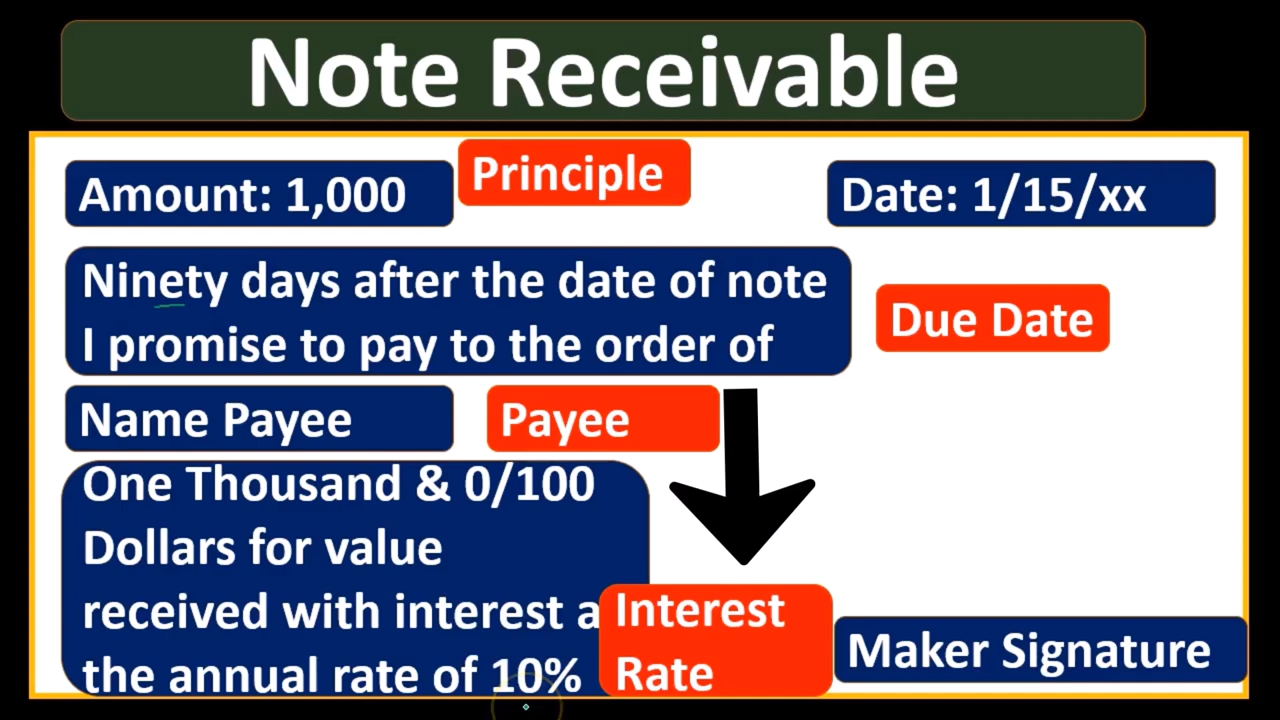 Note Receivable
Amount: 1,000
Principle
Date: 1/15/xx
Ninety days after the date of note
I promise to pay to the order of
Due Date
Name Payee
Payee
One Thousand & 0/100
Dollars for value
received with interest a
the annual rate of 10%
Interest
Rate
Maker Signature